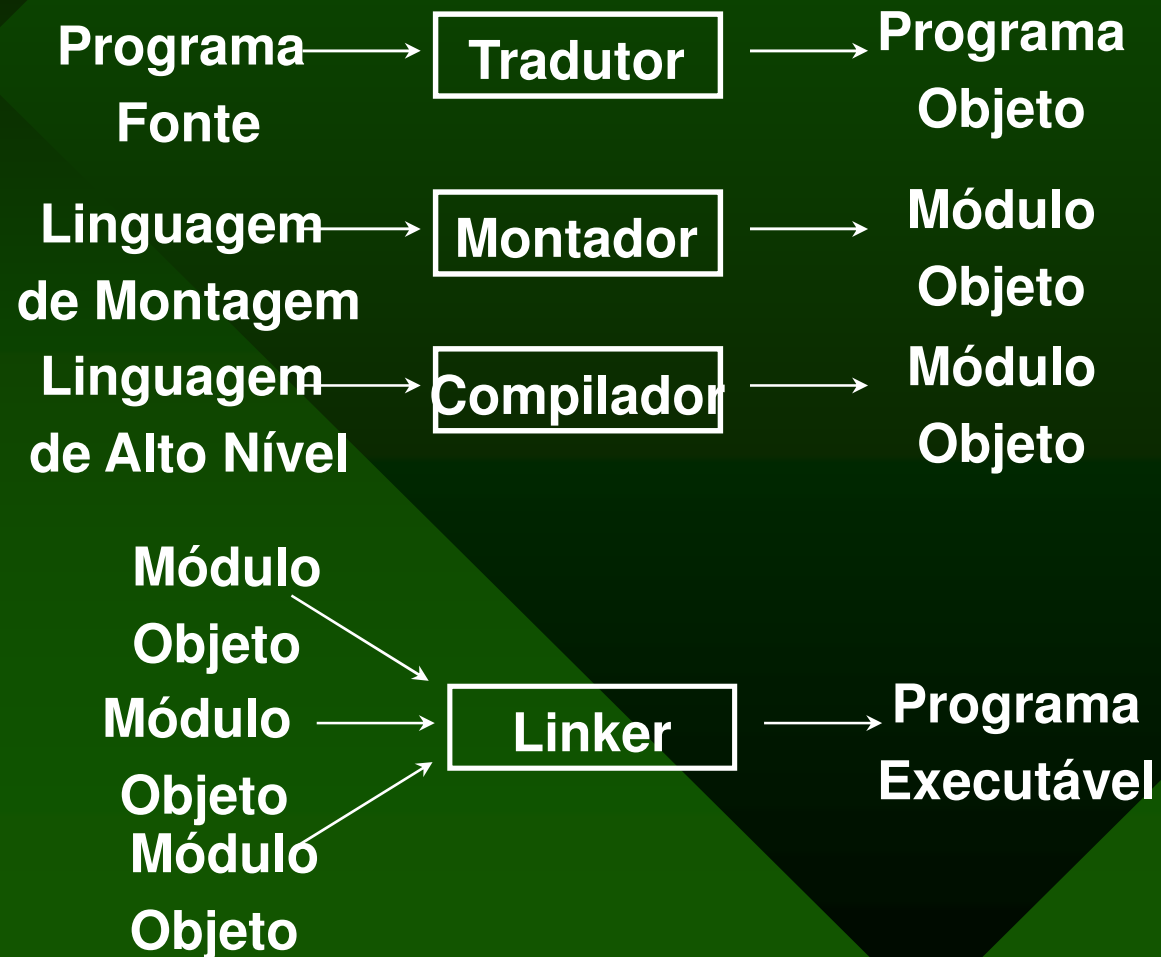 Programa
Fonte
Tradutor
Programa
Objeto
Linguagem
de Montagem
Montador
Módulo
Objeto
Linguagem
de Alto Nível
Compilador
Módulo
Objeto
Módulo
Objeto
Módulo
Objeto
Módulo
Objeto
Linker
Programa
Executável